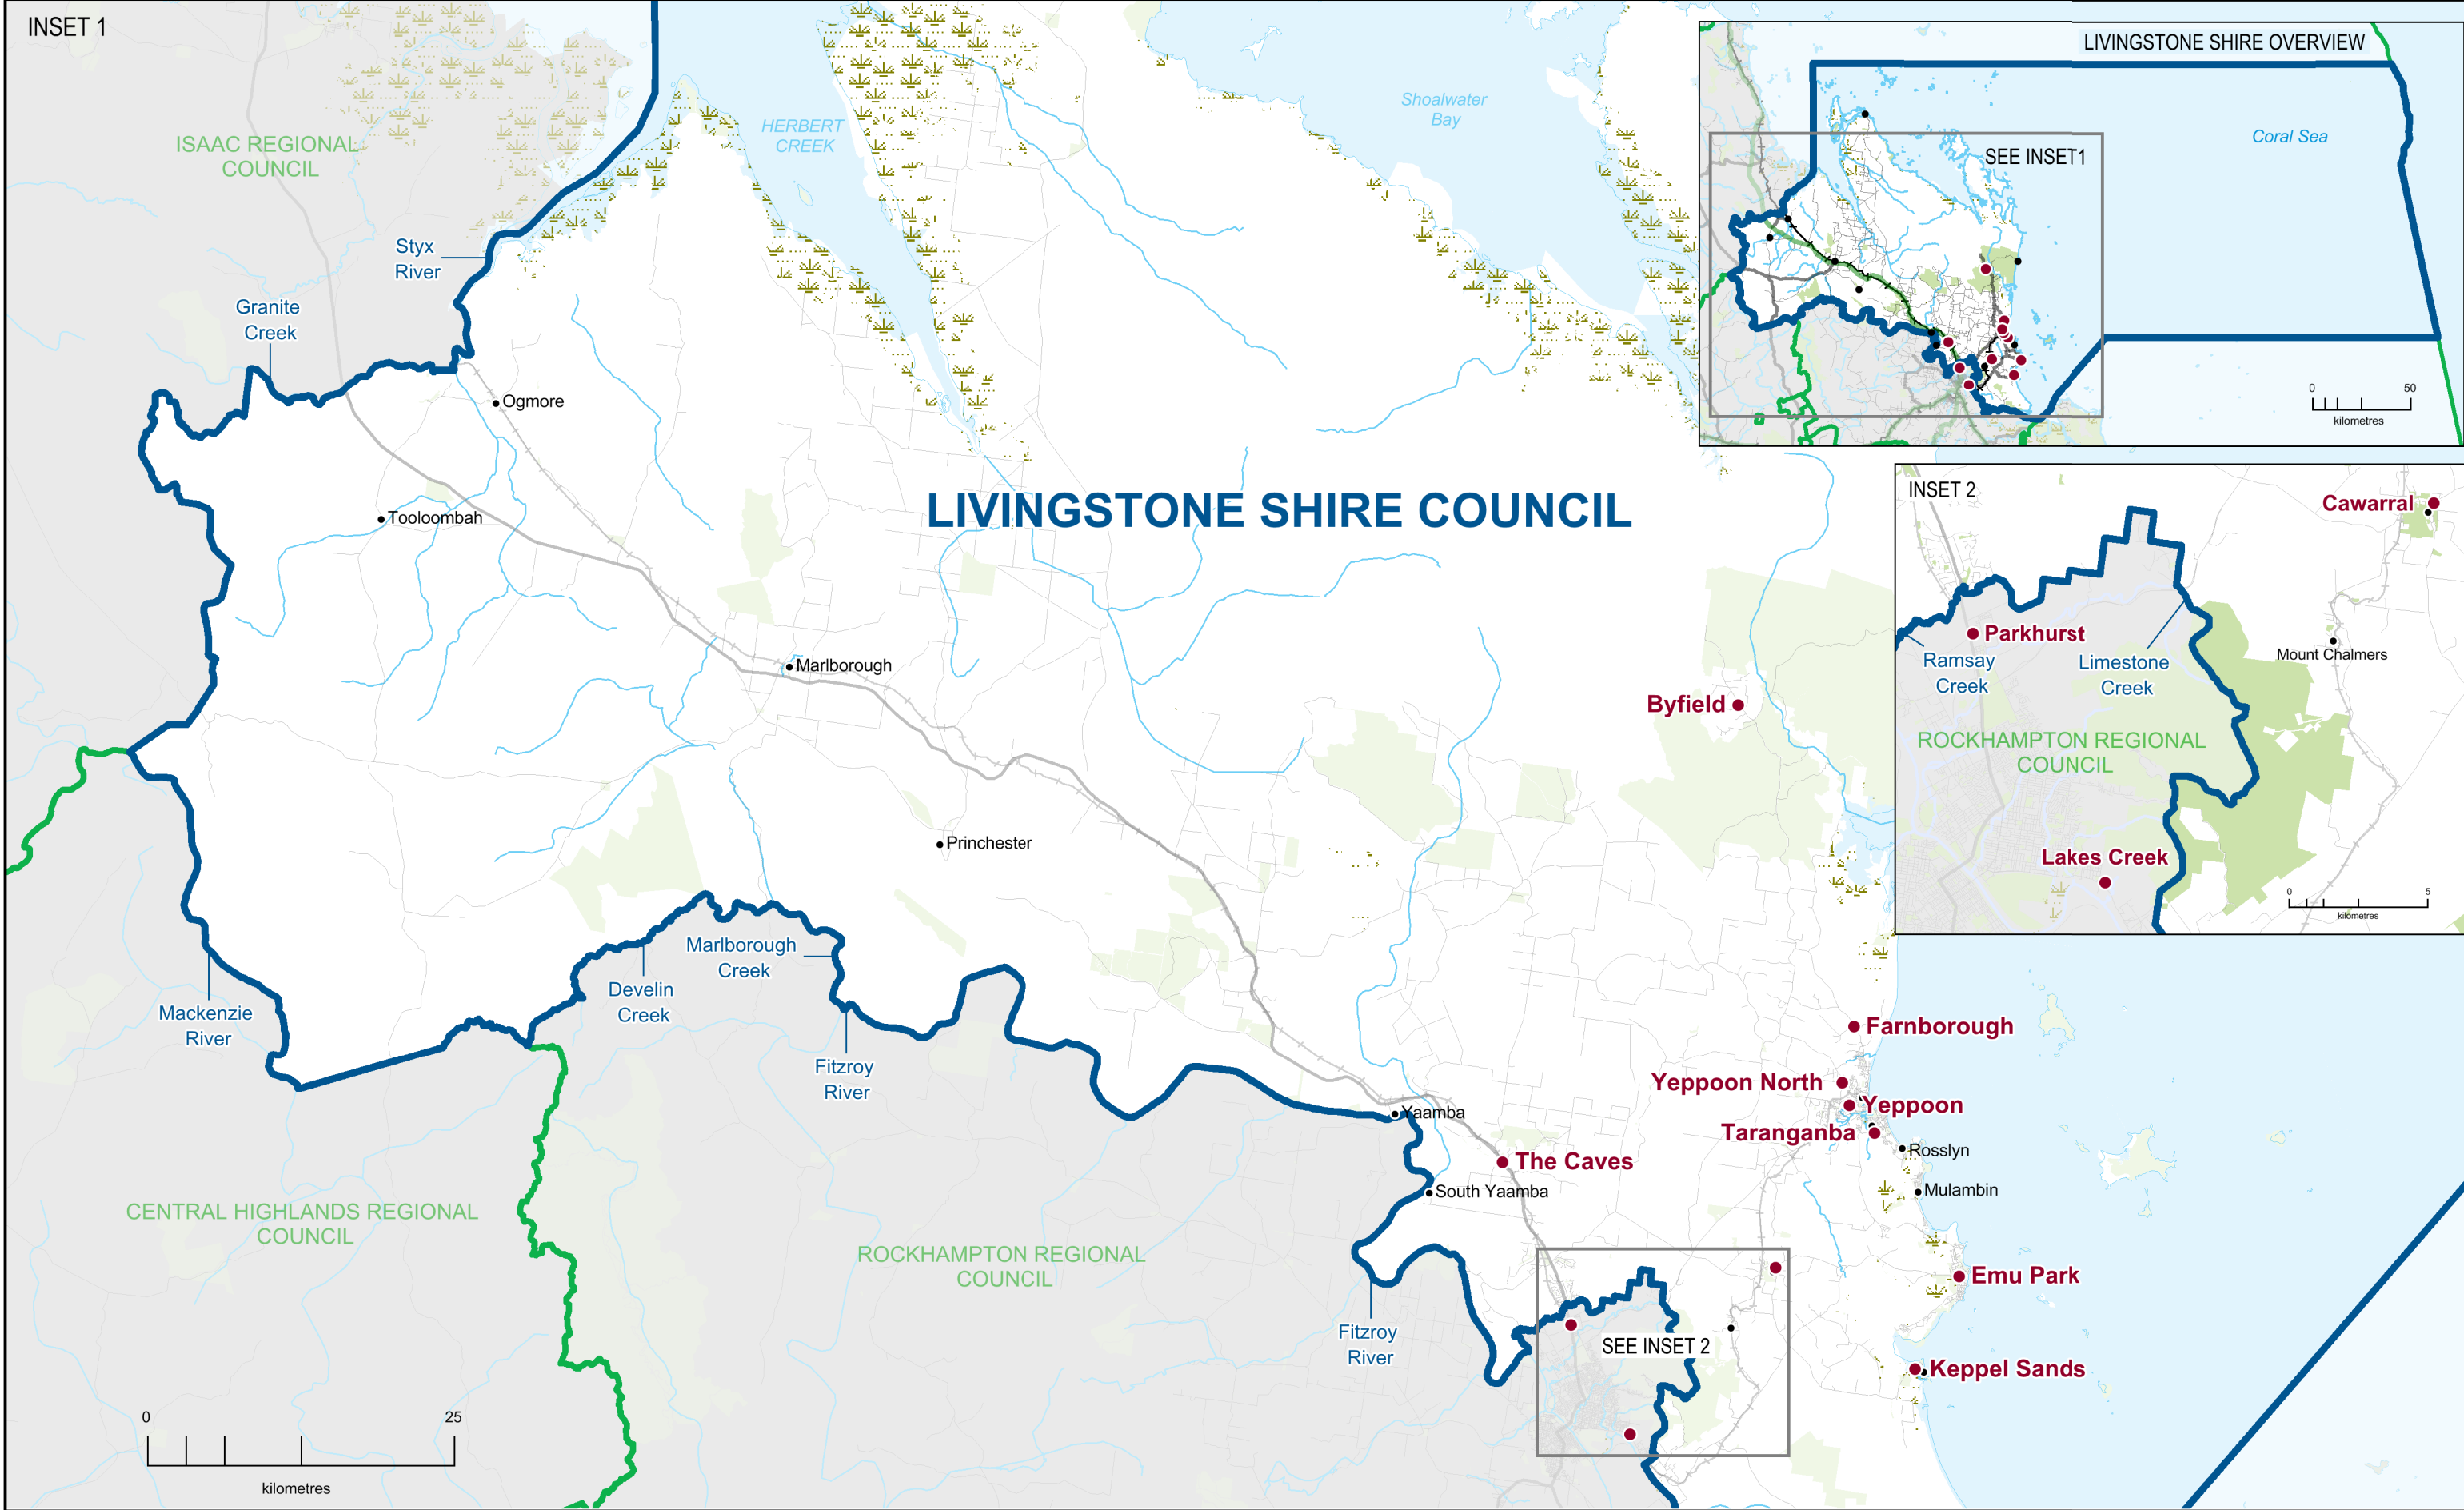 INSET 1
LIVINGSTONE SHIRE OVERVIEW
Coral Sea
SEE INSET1
0 50
kilometres
ISAAC REGIONAL
COUNCIL
HERBERT
CREEK
Shoalwater
Bay
Styx
River
Granite
Creek
Ogmore
Tooloombah
LIVINGSTONE SHIRE COUNCIL
INSET 2
Cawarral
Parkhurst
Ramsay
Creek
Limestone
Creek
Mount Chalmers
ROCKHAMPTON REGIONAL
COUNCIL
Lakes Creek
0 5
kilometres
Marlborough
Byfield
Princhester
Marlborough
Creek
Develin
Creek
Mackenzie
River
Fitzroy
River
Farnborough
Yeppoon North
Yeppoon
Taranganba
Yaamba
The Caves
South Yaamba
Rosslyn
Mulambin
CENTRAL HIGHLANDS REGIONAL
COUNCIL
ROCKHAMPTON REGIONAL
COUNCIL
Emu Park
Fitzroy
River
SEE INSET 2
Keppel Sands
0 25
kilometres